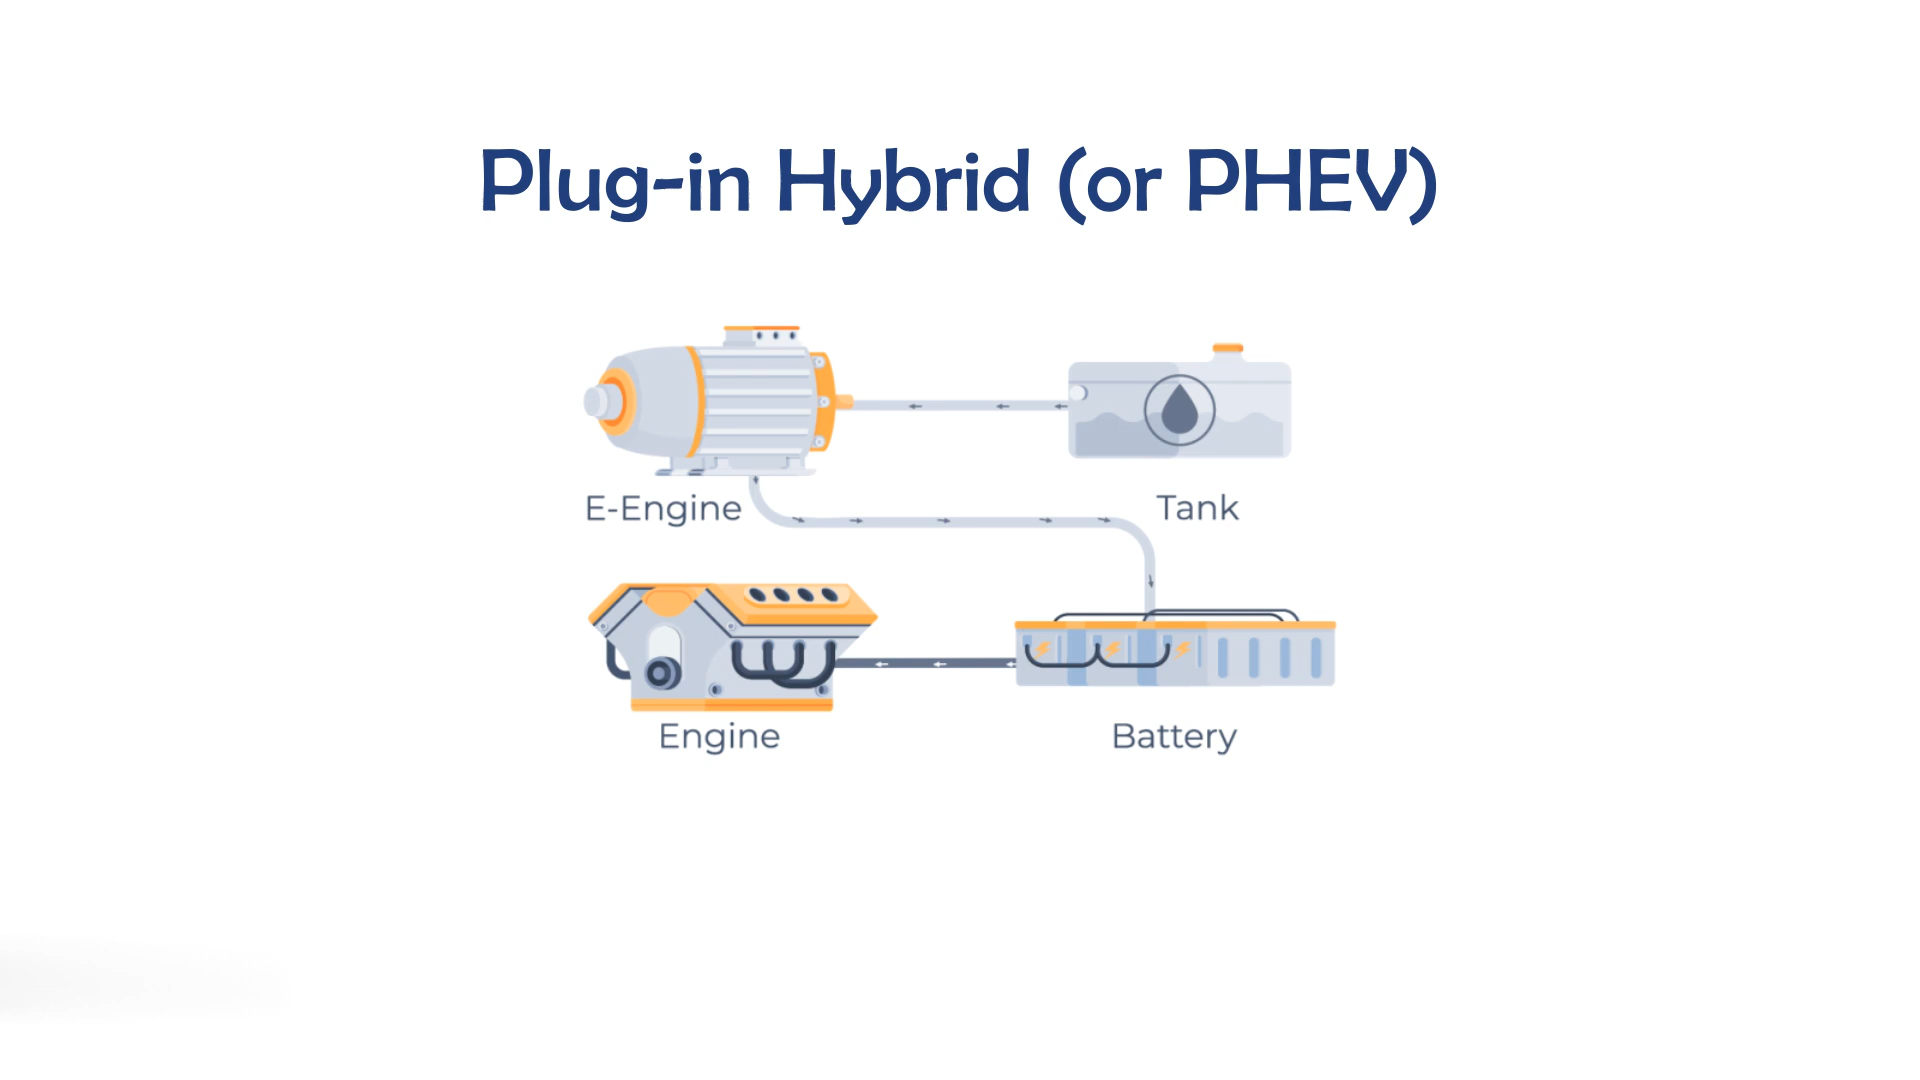 Plug-in Hybrid (or PHEV)
E-Engine
Tank
Engine
Battery